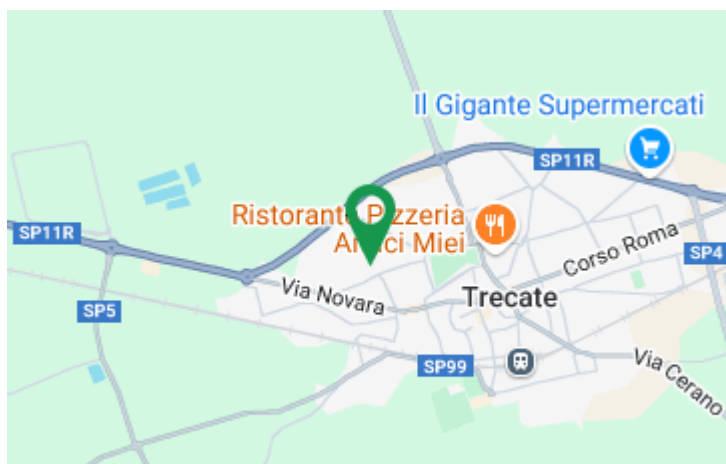 Il Gigante Supermercati
SP11R
Ristorante Pizzeria
Amici Miei
SP11R
Corso Roma
SP4
Via Novara
Trecate
SP5
SP99
Via Cerano